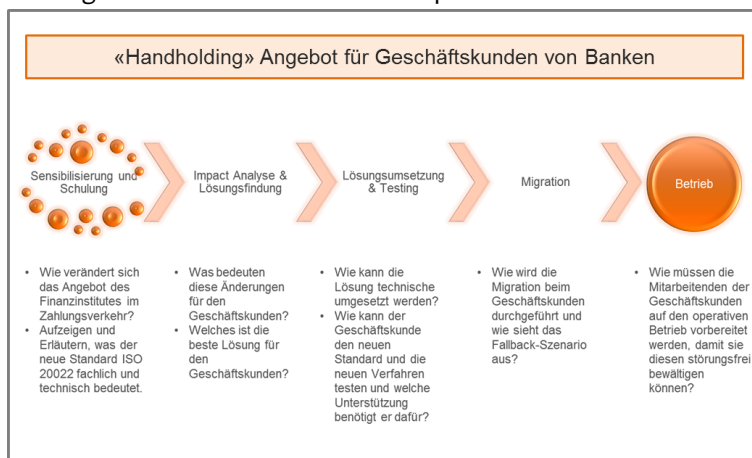 «Handholding» Angebot für Geschäftskunden von Banken
Sensibilisierung und
Schulung
Impact Analyse &
Lösungsfindung
Lösungsumsetzung
& Testing
Migration
Betrieb
• Wie verändert sich
das Angebot des
Finanzinstitutes im
Zahlungsverkehr?
• Aufzeigen und
Erläutern, was der
neue Standard ISO
20022 fachlich und
technisch bedeutet.
• Was bedeuten
diese Änderungen
für den
Geschäftskunden?
• Welches ist die
beste Lösung für
den
Geschäftskunden?
• Wie kann die
Lösung technische
umgesetzt werden?
• Wie kann der
Geschäftskunde
den neuen
Standard und die
neuen Verfahren
testen und welche
Unterstützung
benötigt er dafür?
• Wie wird die
Migration beim
Geschäftskunden
durchgeführt und
wie sieht das
Fallback-Szenario
aus?
• Wie müssen die
Mitarbeitenden der
Geschäftskunden
auf den operativen
Betrieb vorbereitet
werden, damit sie
diesen störungsfrei
bewältigen
können?